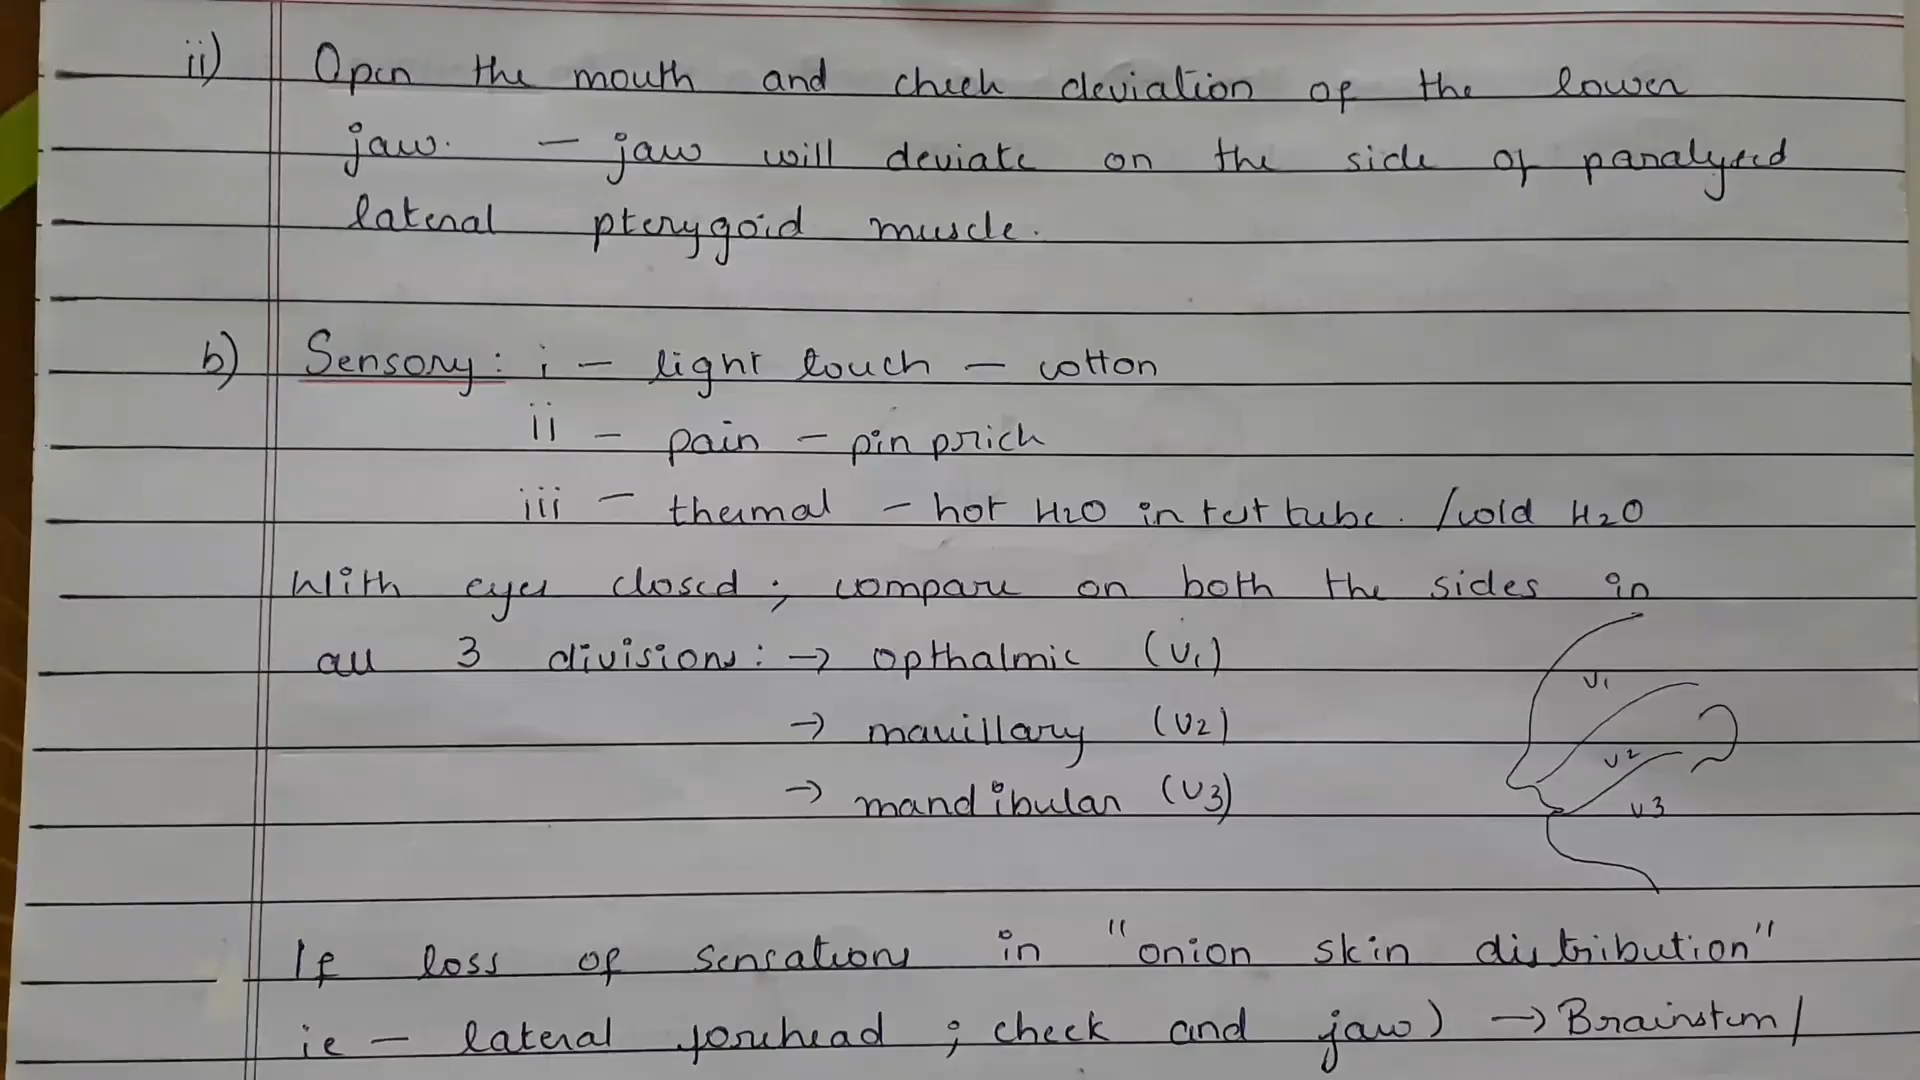 ii) Open the mouth and check deviation of the lower
jaw. — jaw will deviate on the side of paralysed
lateral pterygoid muscle.
b) Sensory: i — light touch — cotton
ii — pain — pin prick
iii — thermal — hot H2O in test tube. /cold H2O
With eyes closed; compare on both the sides in
all 3 divisions: → opthalmic (V1)
→ maxillary (V2)
→ mandibular (V3)
V1
V2
V3
If loss of sensations in "onion skin distribution"
ie — lateral forehead ; check and jaw) → Brainstem/